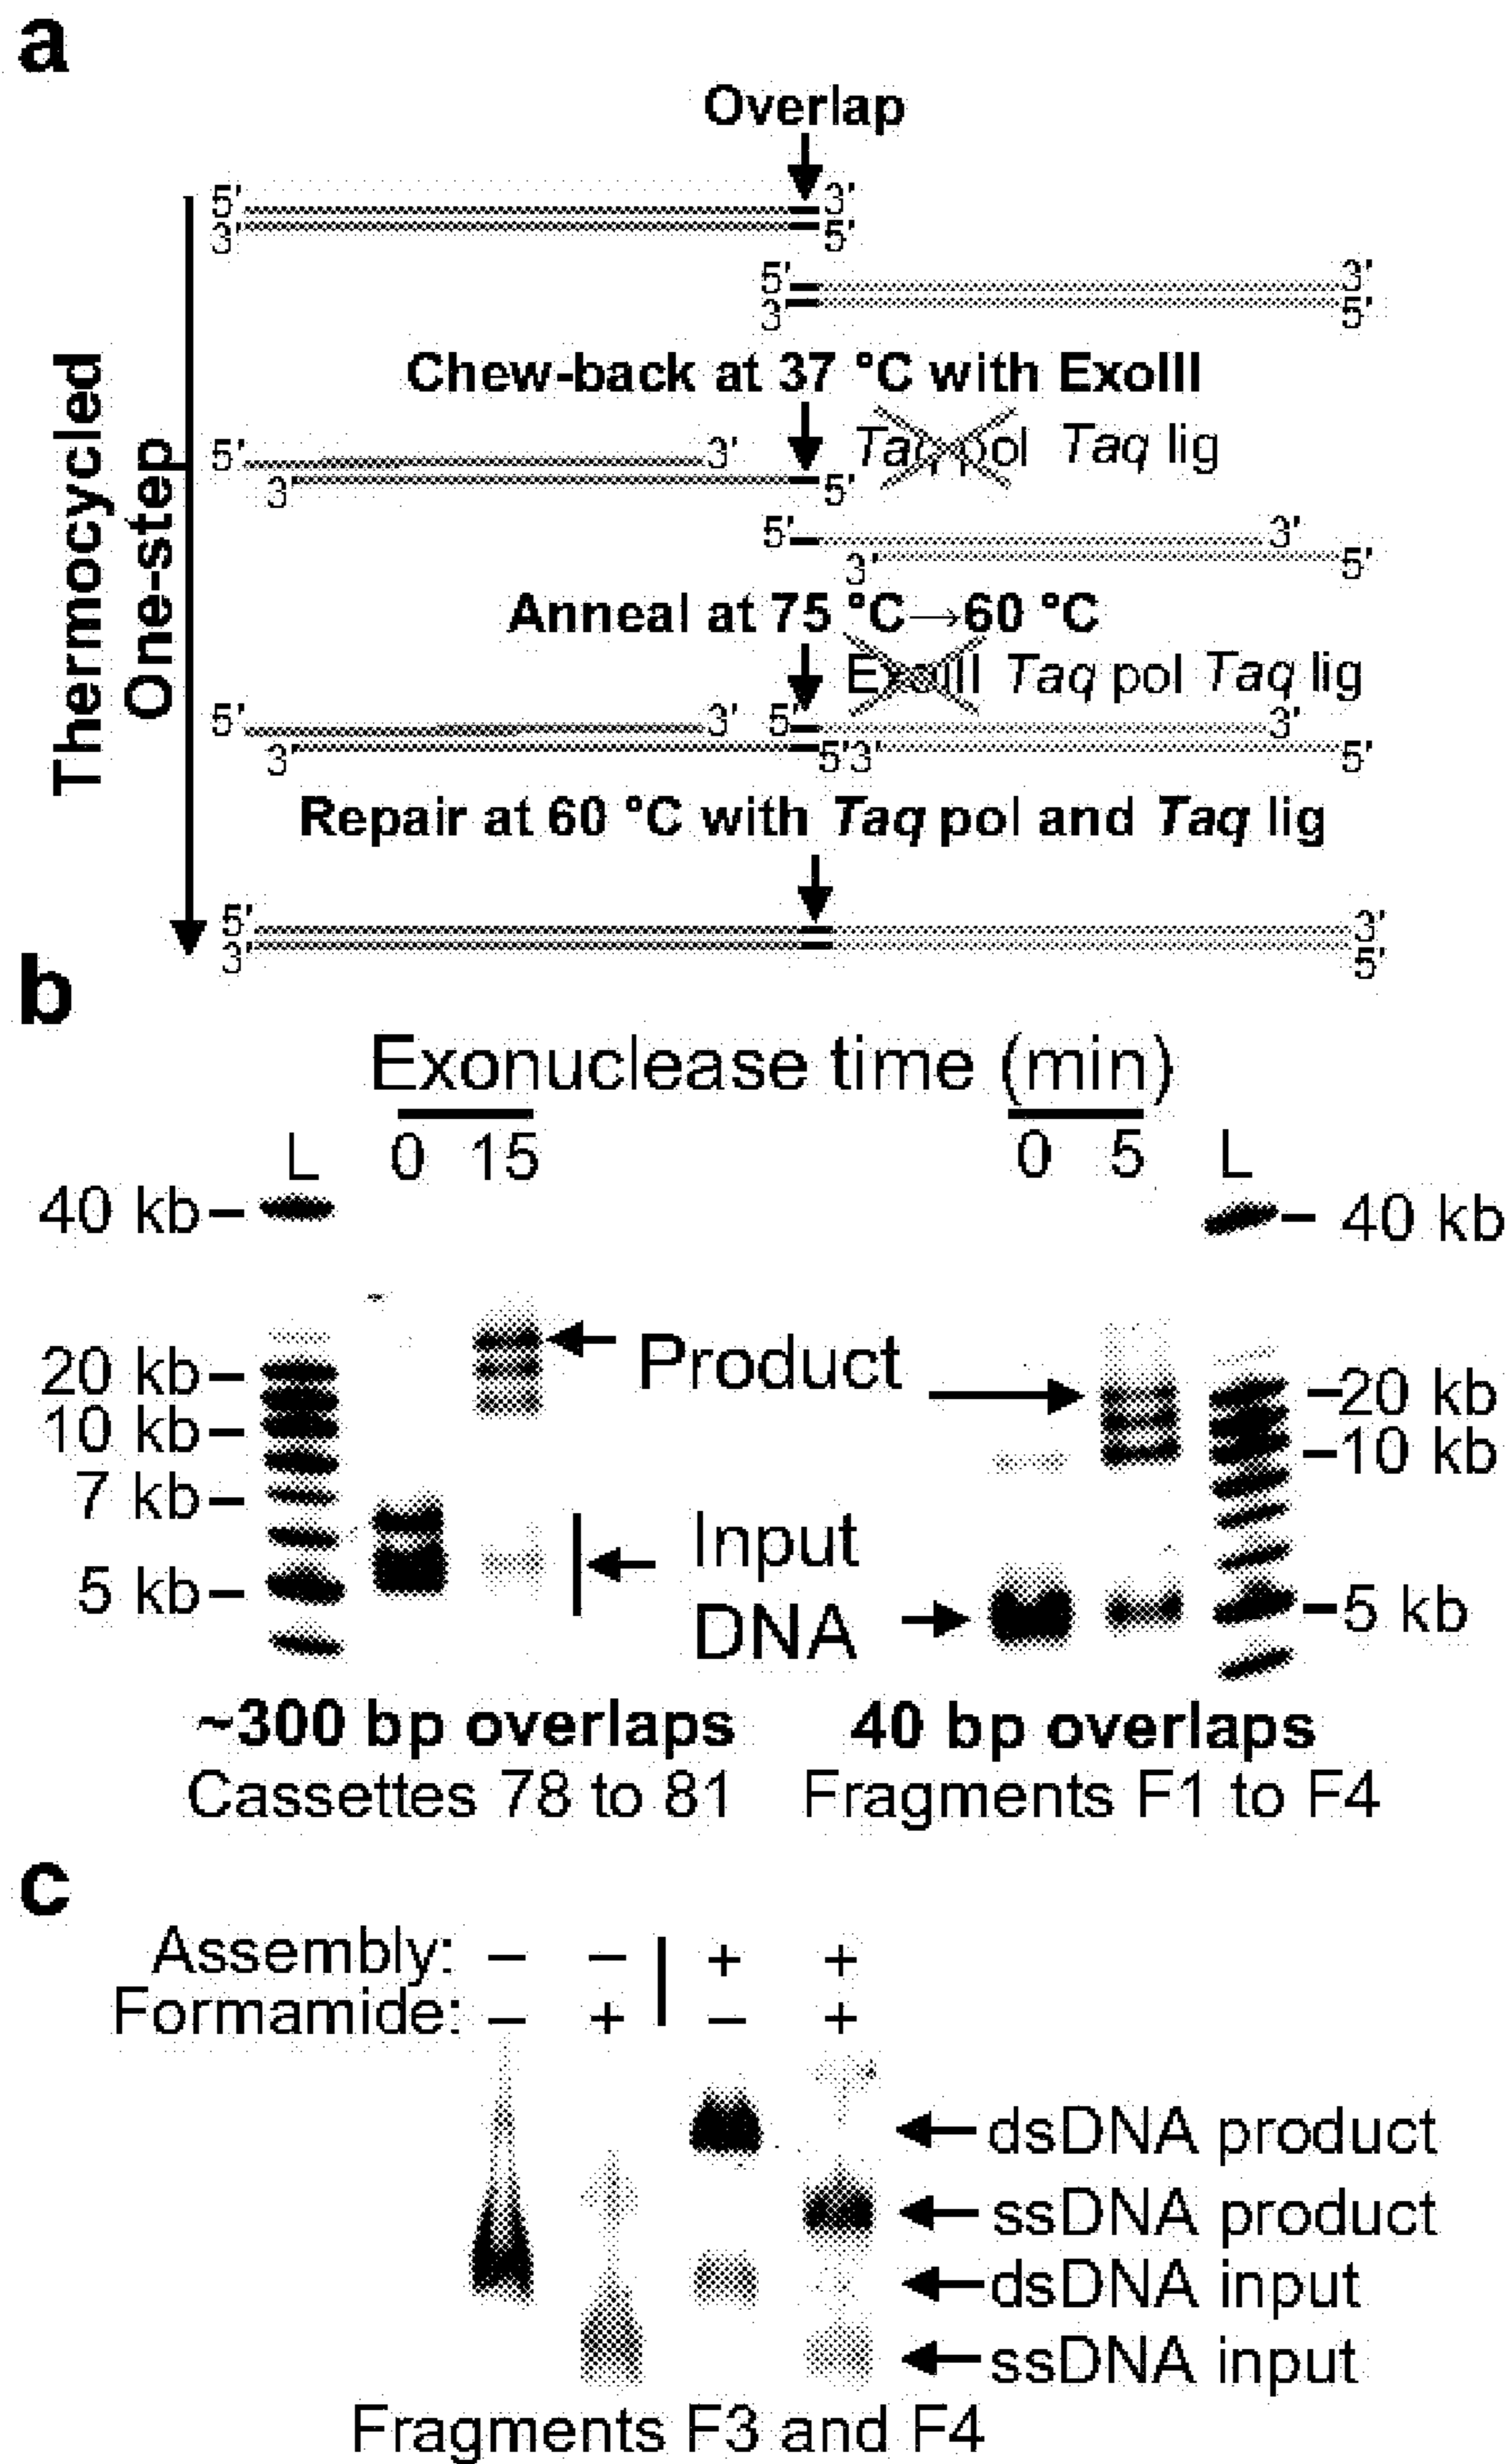 a
Overlap
5' 3'
3' 5'
5' 3'
3' 5'
Thermocycled
One-step
Chew-back at 37 °C with ExoIII
Taq pol Taq lig
5' 3'
3' 5'
5' 3'
3' 5'
Anneal at 75 °C→60 °C
ExoIII Taq pol Taq lig
5' 3' 5' 3'
3' 5'3' 5'
Repair at 60 °C with Taq pol and Taq lig
5' 3'
3' 5'
b
Exonuclease time (min)
L 0 15 0 5 L
40 kb 40 kb
Product
20 kb 20 kb
10 kb 10 kb
7 kb
Input
DNA
5 kb 5 kb
~300 bp overlaps 40 bp overlaps
Cassettes 78 to 81 Fragments F1 to F4
c
Assembly: – – + +
Formamide: – + – +
dsDNA product
ssDNA product
dsDNA input
ssDNA input
Fragments F3 and F4